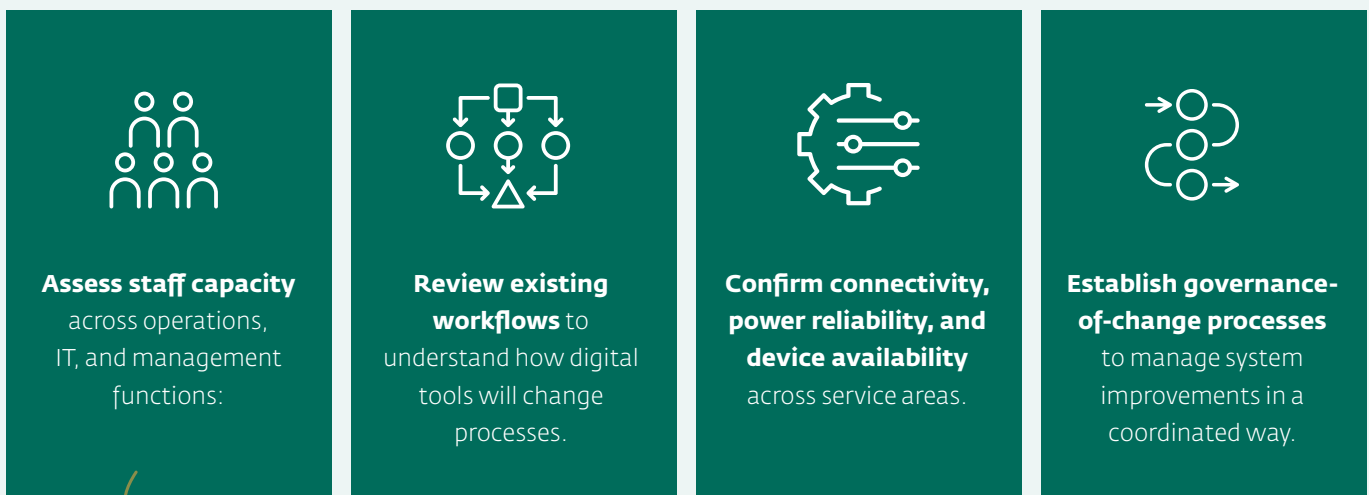 Assess staff capacity
across operations,
IT, and management
functions:
Review existing
workflows to
understand how digital
tools will change
processes.
Confirm connectivity,
power reliability, and
device availability
across service areas.
Establish governance-
of-change processes
to manage system
improvements in a
coordinated way.